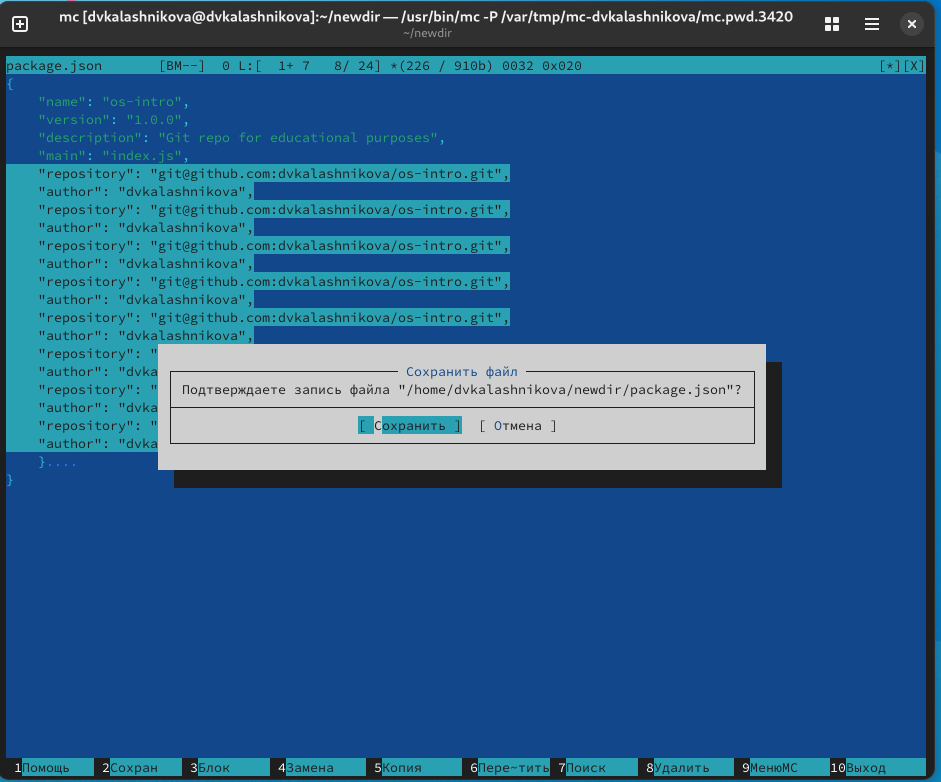 mc [dvkalashnikova@dvkalashnikova]:~/newdir — /usr/bin/mc -P /var/tmp/mc-dvkalashnikova/mc.pwd.3420
~/newdir
package.json       [BM--]  0 L:[  1+ 7   8/ 24] *(226 / 910b) 0032 0x020                                     [*][X]
{
    "name": "os-intro",
    "version": "1.0.0",
    "description": "Git repo for educational purposes",
    "main": "index.js",
    "repository": "git@github.com:dvkalashnikova/os-intro.git",
    "author": "dvkalashnikova",
    "repository": "git@github.com:dvkalashnikova/os-intro.git",
    "author": "dvkalashnikova",
    "repository": "git@github.com:dvkalashnikova/os-intro.git",
    "author": "dvkalashnikova",
    "repository": "git@github.com:dvkalashnikova/os-intro.git",
    "author": "dvkalashnikova",
    "repository": "git@github.com:dvkalashnikova/os-intro.git",
    "author": "dvkalashnikova",
    "repository": "
    "author": "dvka
    "repository": "
    "author": "dvka
    "repository": "
    "author": "dvka
    }....
}
Сохранить файл
Подтверждаете запись файла "/home/dvkalashnikova/newdir/package.json"?
[ Сохранить ]  [ Отмена ]
1Помощь 2Сохран 3Блок 4Замена 5Копия 6Пере~тить 7Поиск 8Удалить 9МенюMC 10Выход